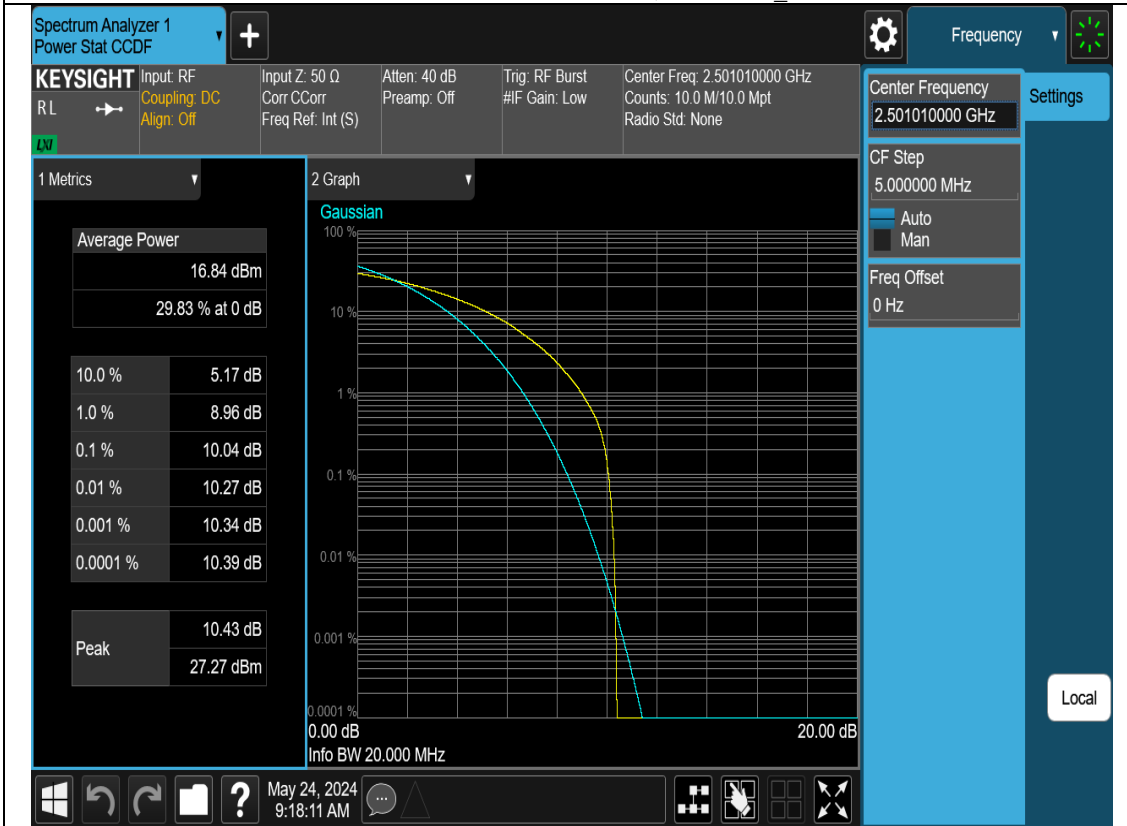 Spectrum Analyzer 1
Power Stat CCDF
Frequency
KEYSIGHT
RL
LXI
Input: RF
Coupling: DC
Align: Off
Input Z: 50 Ω
Corr CCorr
Freq Ref: Int (S)
Atten: 40 dB
Preamp: Off
Trig: RF Burst
#IF Gain: Low
Center Freq: 2.501010000 GHz
Counts: 10.0 M/10.0 Mpt
Radio Std: None
Center Frequency
2.501010000 GHz
Settings
CF Step
5.000000 MHz
Auto
Man
Freq Offset
0 Hz
1 Metrics
Average Power
16.84 dBm
29.83 % at 0 dB
10.0 % 5.17 dB
1.0 % 8.96 dB
0.1 % 10.04 dB
0.01 % 10.27 dB
0.001 % 10.34 dB
0.0001 % 10.39 dB
Peak
10.43 dB
27.27 dBm
2 Graph
Gaussian
100 %
10 %
1 %
0.1 %
0.01 %
0.001 %
0.0001 %
0.00 dB 20.00 dB
Info BW 20.000 MHz
Local
?
May 24, 2024
9:18:11 AM